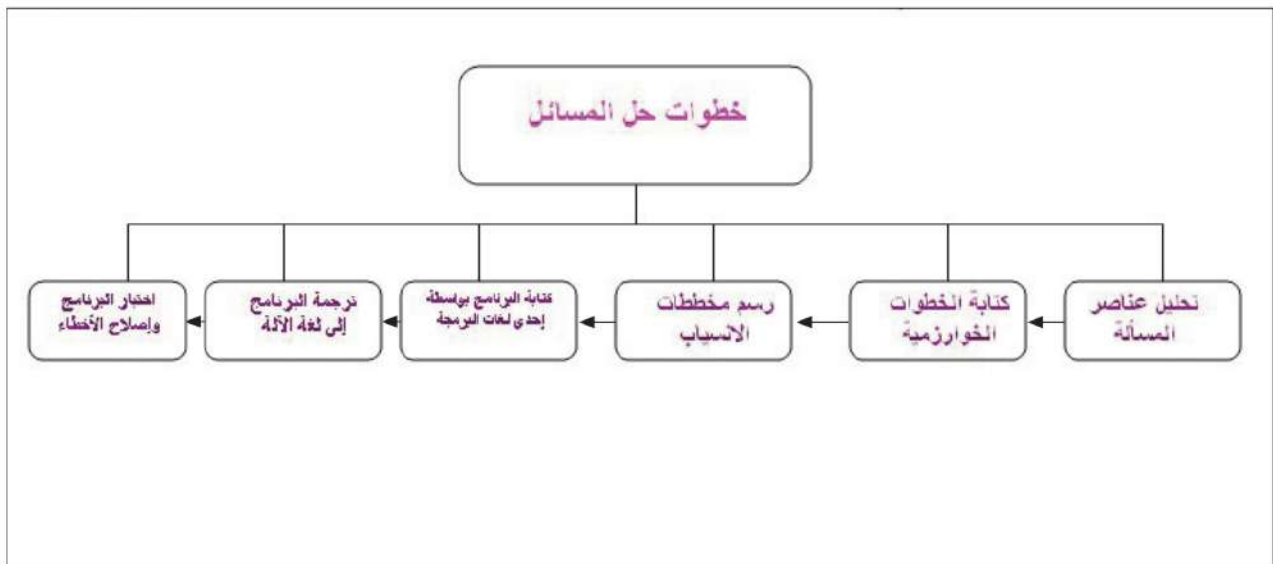 خطوات حل المسائل
تحليل عناصر
المسألة
كتابة الخطوات
الخوارزمية
رسم مخططات
الانسياب
كتابة البرنامج بواسطة
إحدى لغات البرمجة
ترجمة البرنامج
إلى لغة الآلة
اختبار البرنامج
وإصلاح الأخطاء